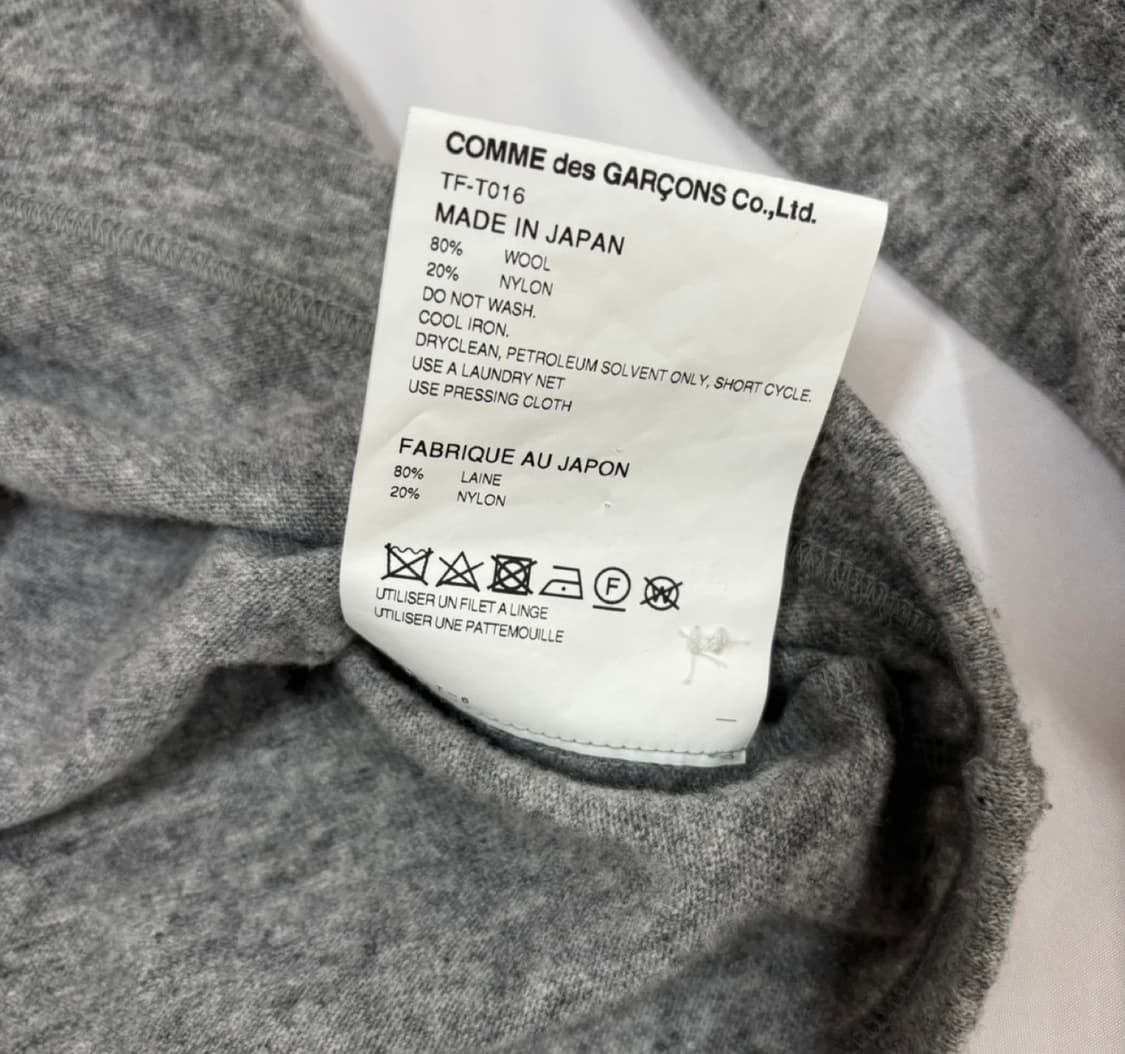 COMME des GARÇONS Co.,Ltd.
TF-T016
MADE IN JAPAN
80% WOOL
20% NYLON
DO NOT WASH.
COOL IRON.
DRYCLEAN, PETROLEUM SOLVENT ONLY, SHORT CYCLE.
USE A LAUNDRY NET
USE PRESSING CLOTH
FABRIQUE AU JAPON
80% LAINE
20% NYLON
F W
UTILISER UN FILET A LINGE
UTILISER UNE PATTEMOUILLE